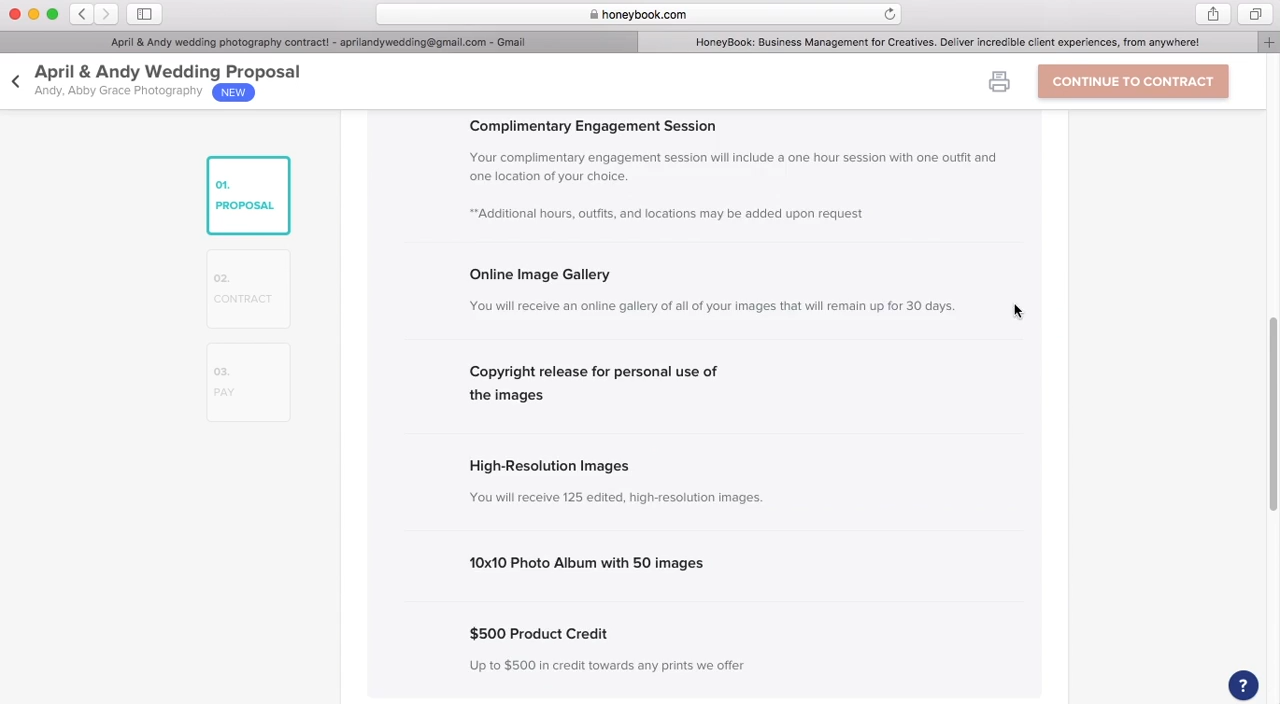 honeybook.com
April & Andy wedding photography contract! - aprilandywedding@gmail.com - Gmail
HoneyBook: Business Management for Creatives. Deliver incredible client experiences, from anywhere!
April & Andy Wedding Proposal
Andy, Abby Grace Photography
NEW
CONTINUE TO CONTRACT
01.
PROPOSAL
02.
CONTRACT
03.
PAY
Complimentary Engagement Session
Your complimentary engagement session will include a one hour session with one outfit and
one location of your choice.
**Additional hours, outfits, and locations may be added upon request
Online Image Gallery
You will receive an online gallery of all of your images that will remain up for 30 days.
Copyright release for personal use of
the images
High-Resolution Images
You will receive 125 edited, high-resolution images.
10x10 Photo Album with 50 images
$500 Product Credit
Up to $500 in credit towards any prints we offer
?